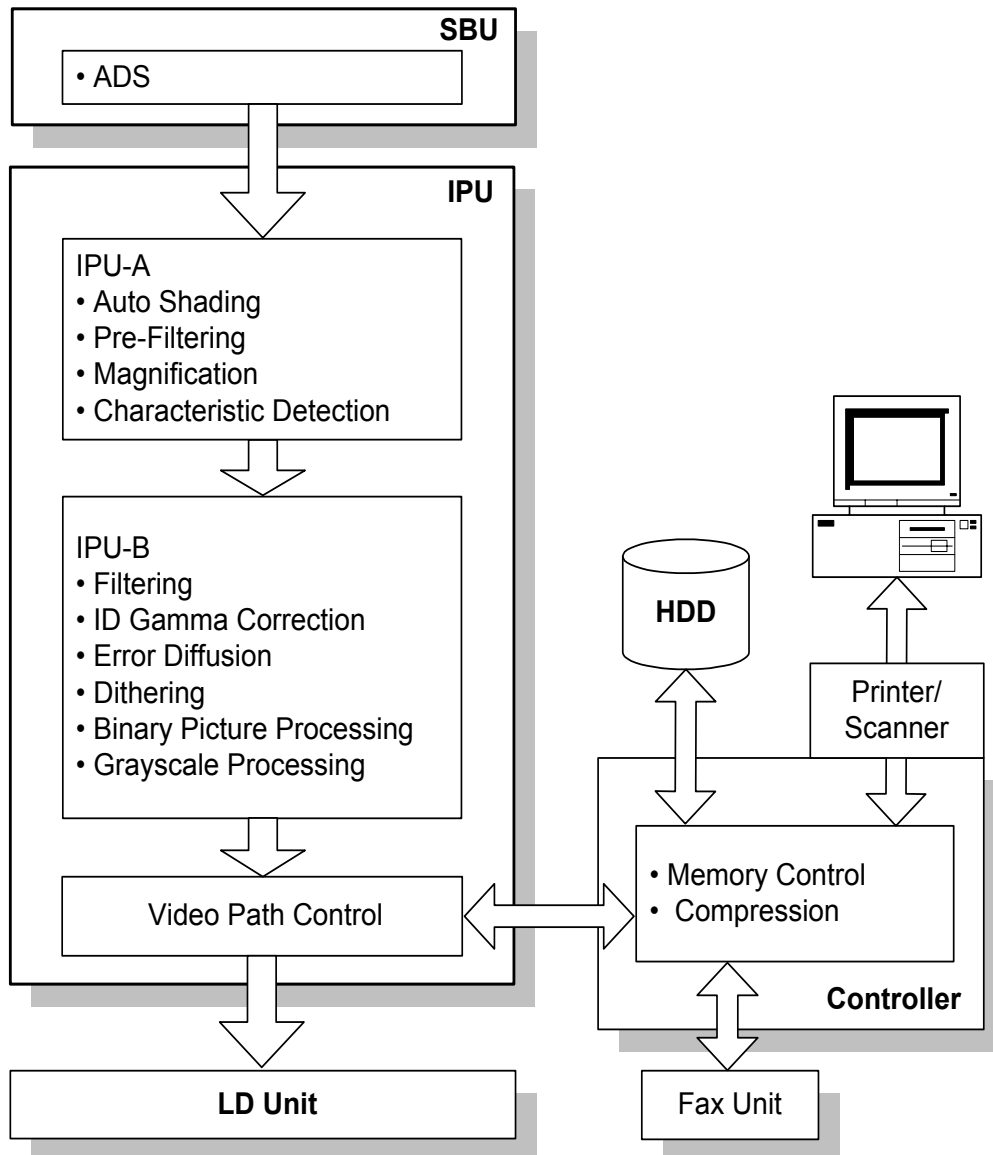 SBU
• ADS
IPU
IPU-A
• Auto Shading
• Pre-Filtering
• Magnification
• Characteristic Detection
IPU-B
• Filtering
• ID Gamma Correction
• Error Diffusion
• Dithering
• Binary Picture Processing
• Grayscale Processing
Video Path Control
LD Unit
HDD
Printer/
Scanner
• Memory Control
• Compression
Controller
Fax Unit